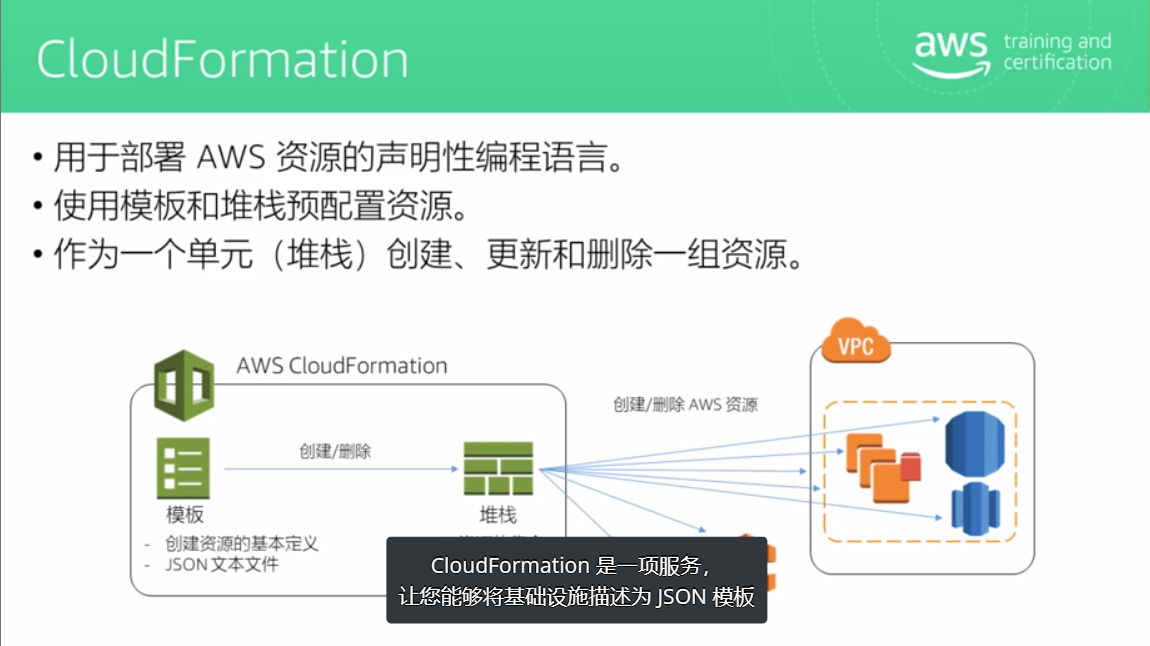 CloudFormation
aws training and
certification
• 用于部署 AWS 资源的声明性编程语言。
• 使用模板和堆栈预配置资源。
• 作为一个单元（堆栈）创建、更新和删除一组资源。
AWS CloudFormation
VPC
创建/删除 AWS 资源
创建/删除
模板
堆栈
- 创建资源的基本定义
- JSON 文本文件
CloudFormation 是一项服务，
让您能够将基础设施描述为 JSON 模板